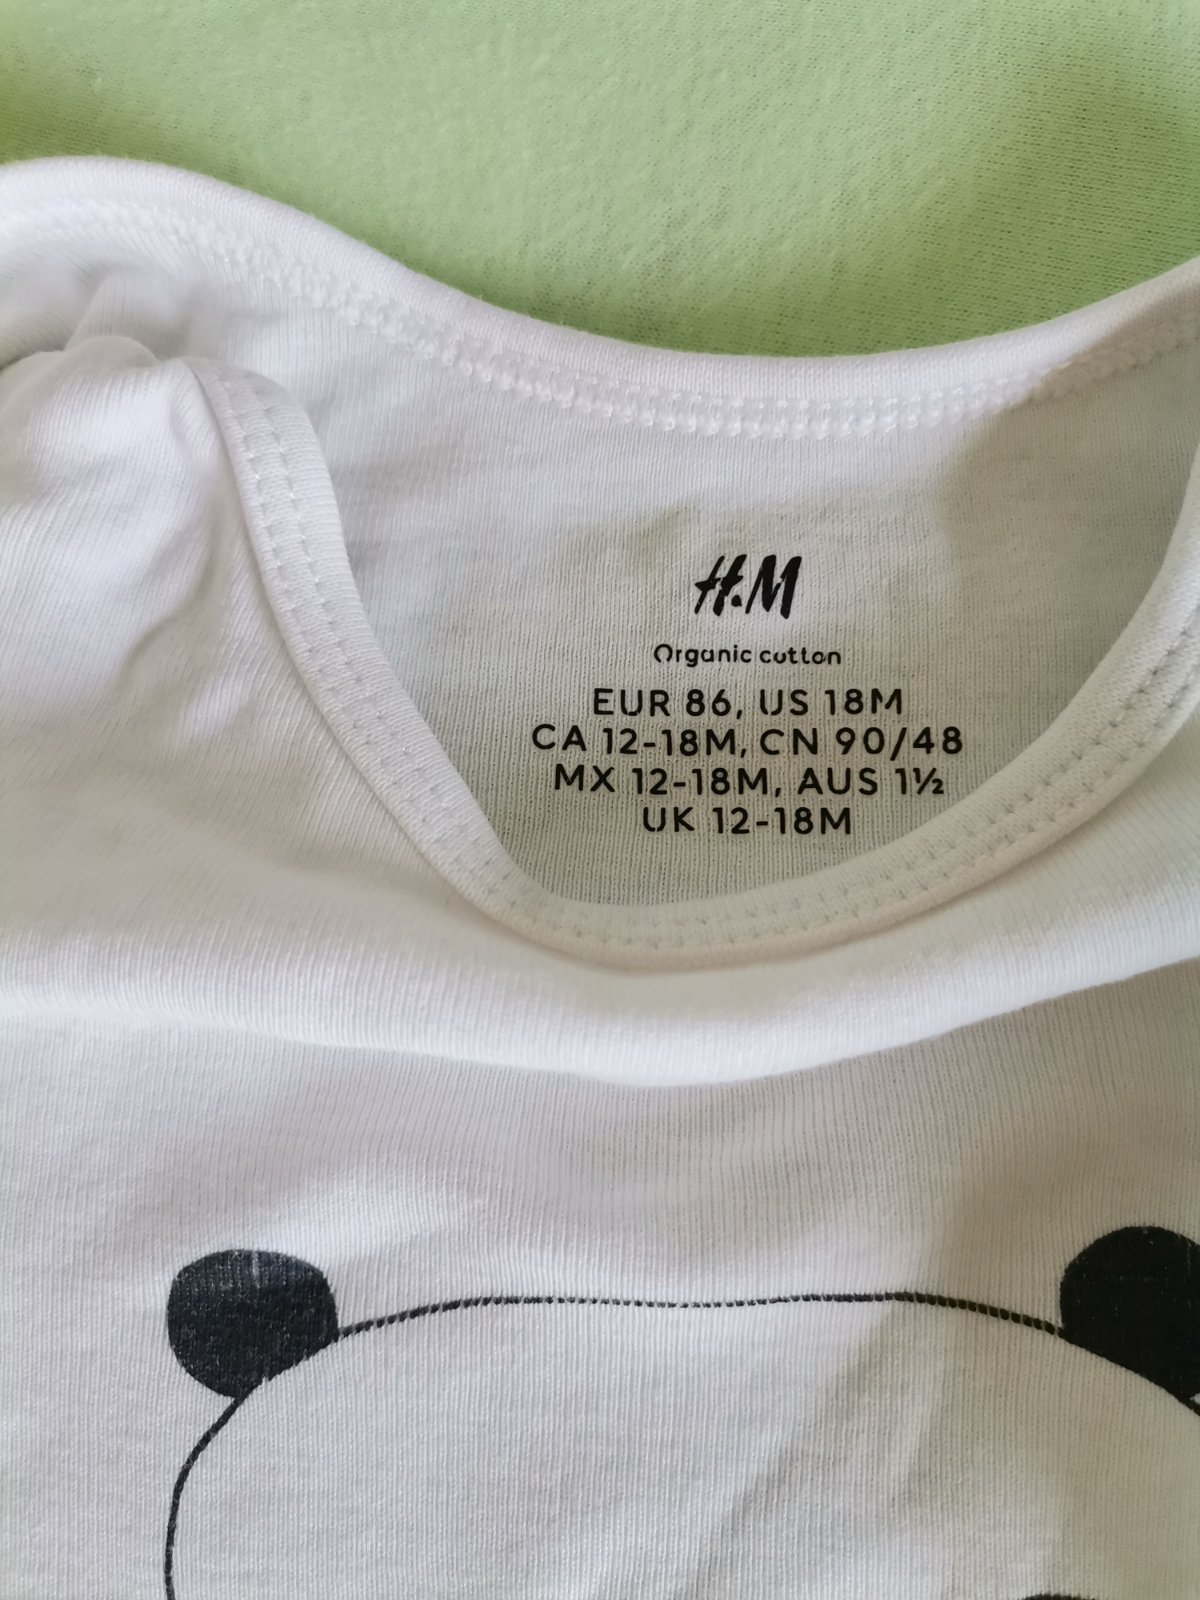 H.M
Organic cotton
EUR 86, US 18M
CA 12-18M, CN 90/48
MX 12-18M, AUS 1½
UK 12-18M